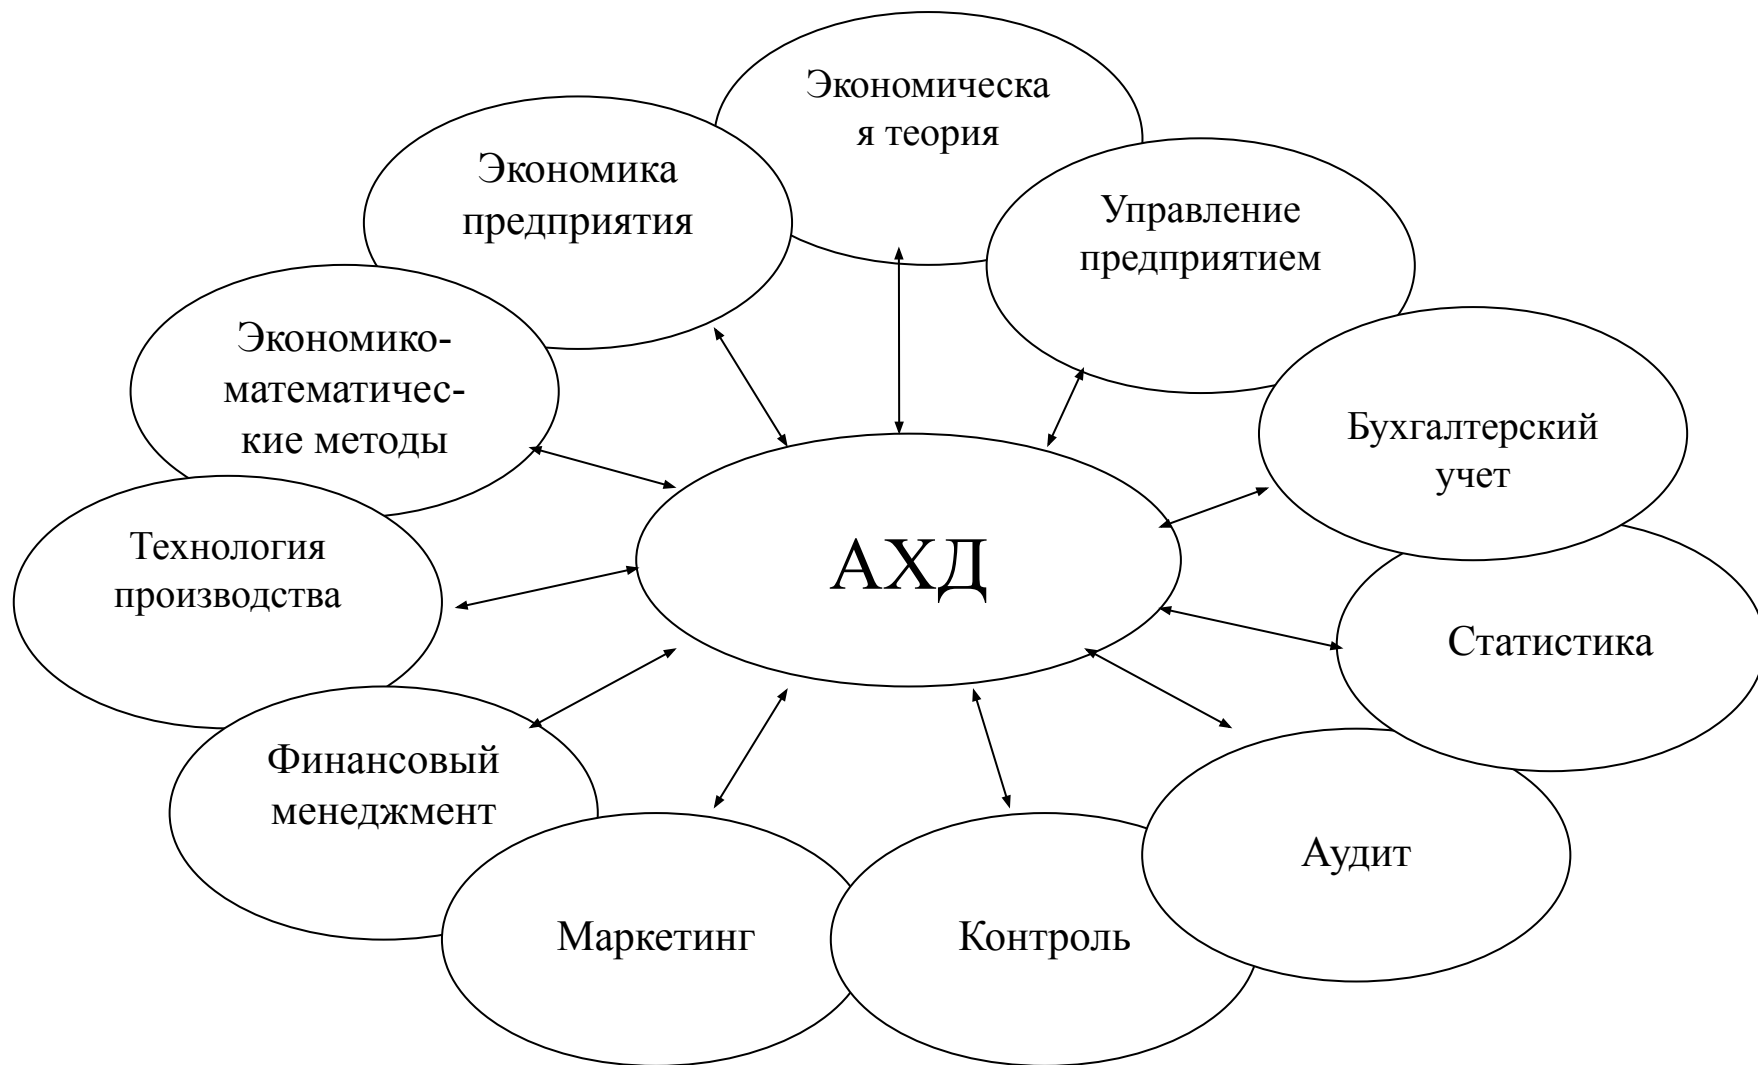 Экономическа
я теория
Экономика
предприятия
Управление
предприятием
Экономико-
математичес-
кие методы
Бухгалтерский
учет
Технология
производства
АХД
Статистика
Финансовый
менеджмент
Аудит
Маркетинг
Контроль